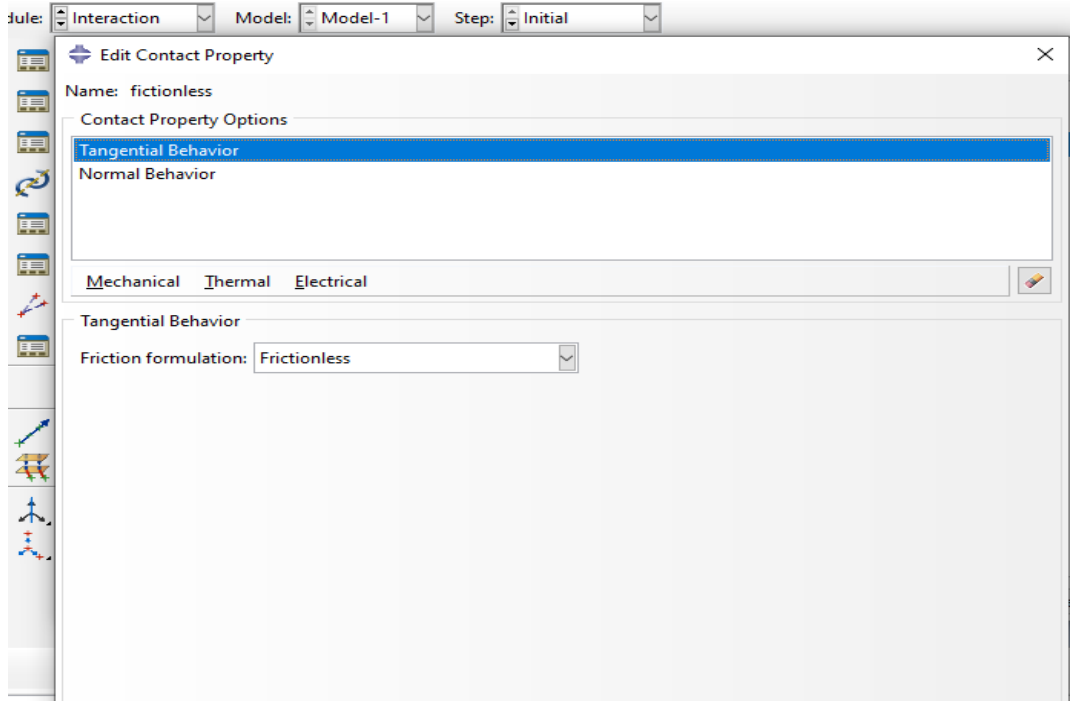 dule: Interaction Model: Model-1 Step: Initial
Edit Contact Property
Name: fictionless
Contact Property Options
Tangential Behavior
Normal Behavior
Mechanical Thermal Electrical
Tangential Behavior
Friction formulation: Frictionless